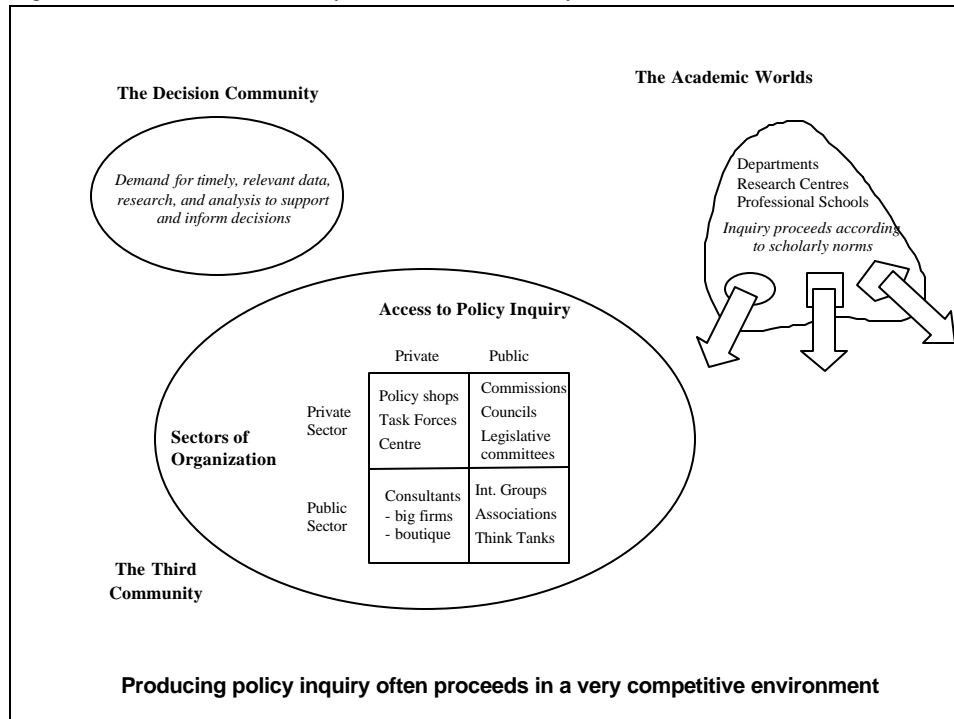 The Academic Worlds
The Decision Community
Demand for timely, relevant data,
research, and analysis to support
and inform decisions
Departments
Research Centres
Professional Schools
Inquiry proceeds according
to scholarly norms
Access to Policy Inquiry
Private
Public
Sectors of
Organization
Private
Sector
Policy shops
Task Forces
Centre
Commissions
Councils
Legislative
committees
Public
Sector
Consultants
- big firms
- boutique
Int. Groups
Associations
Think Tanks
The Third
Community
Producing policy inquiry often proceeds in a very competitive environment